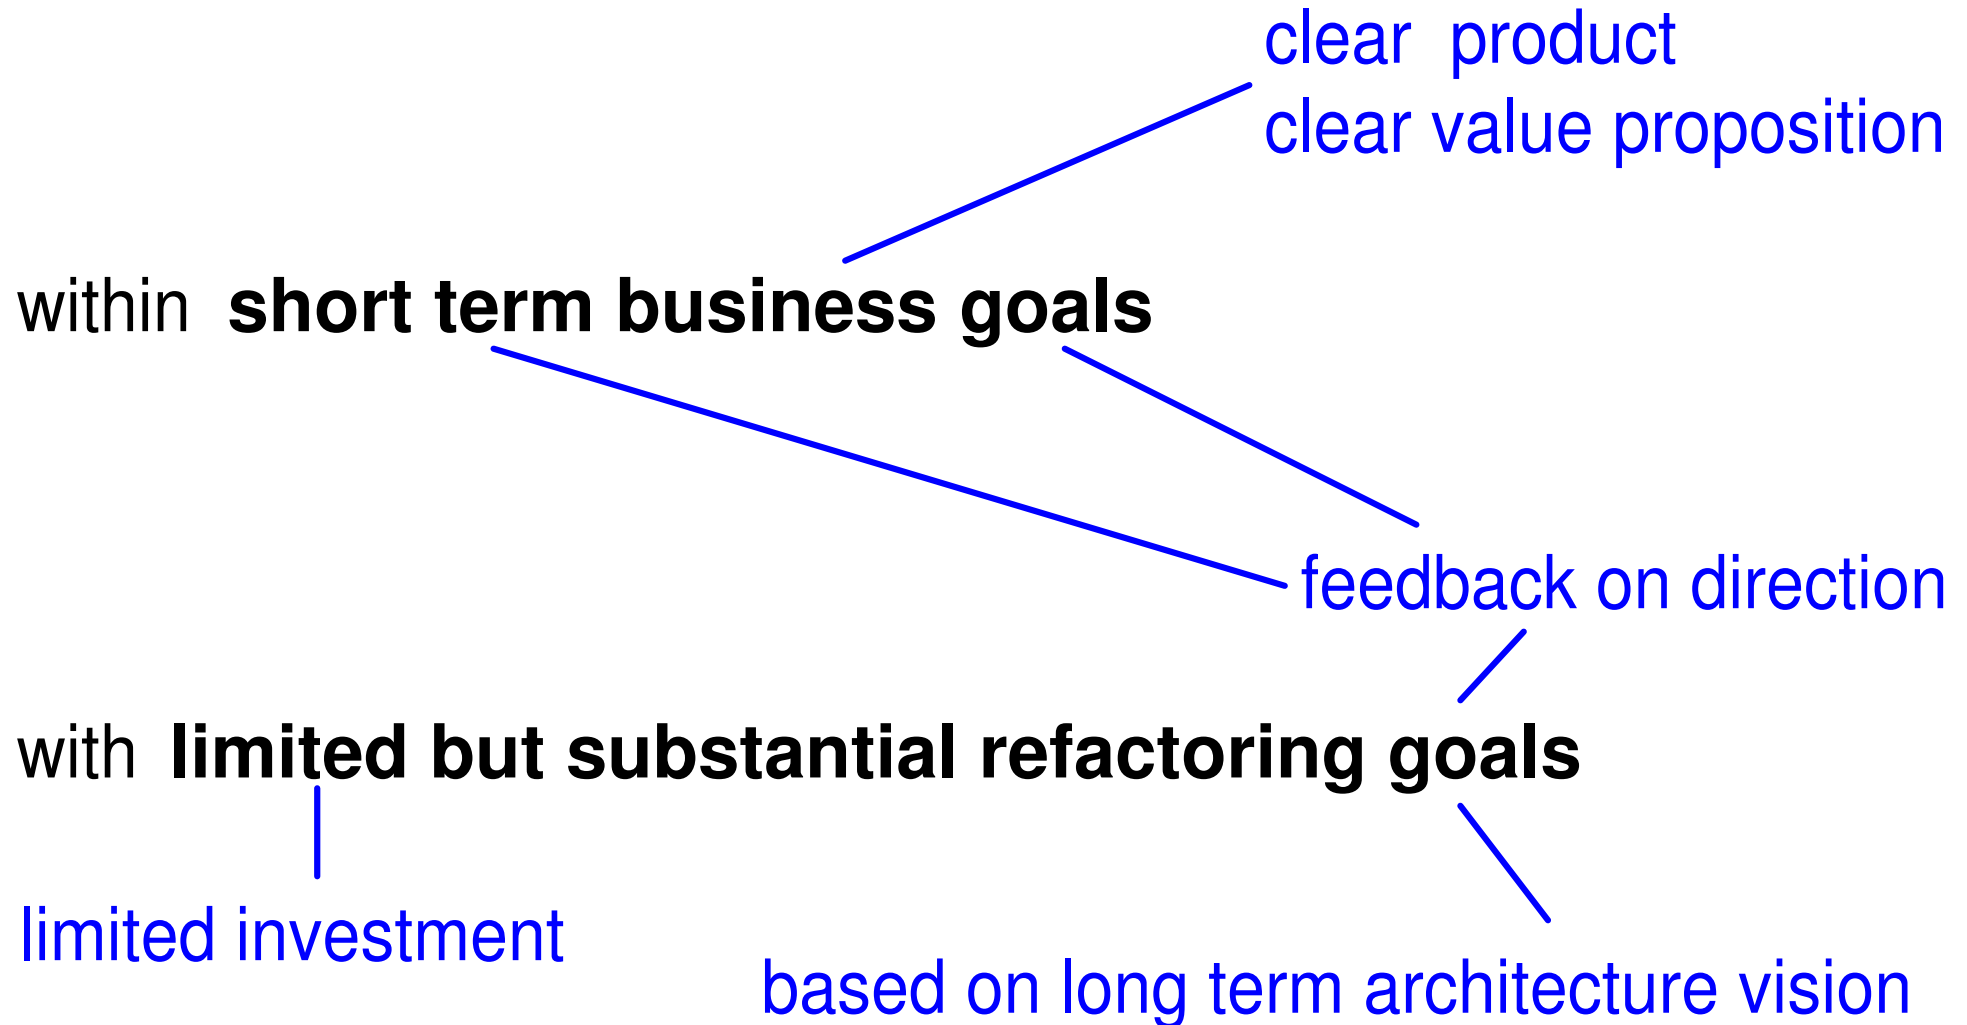 clear product
clear value proposition
within short term business goals
feedback on direction
with limited but substantial refactoring goals
limited investment
based on long term architecture vision